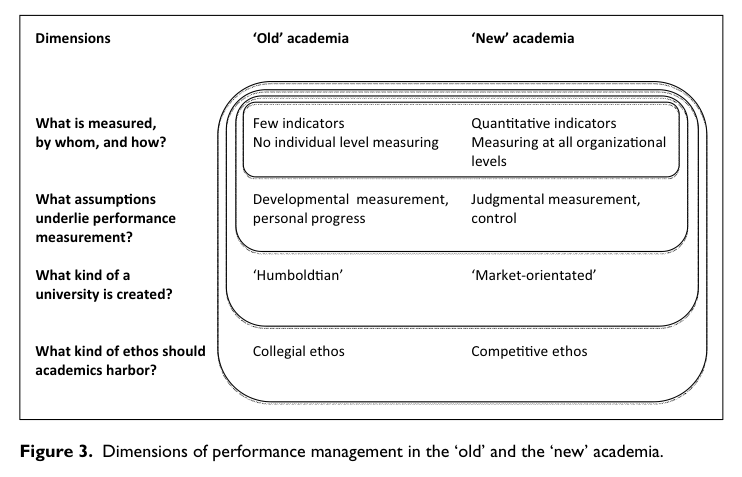 Dimensions ‘Old’ academia ‘New’ academia
What is measured, Few indicators Quantitative indicators
by whom, and how? No individual level measuring Measuring at all organizational
levels
What assumptions Developmental measurement, Judgmental measurement,
underlie performance personal progress control
measurement?
What kind of a ‘Humboldtian’ ‘Market-orientated’
university is created?
What kind of ethos should Collegial ethos Competitive ethos
academics harbor?
Figure 3. Dimensions of performance management in the ‘old’ and the ‘new’ academia.